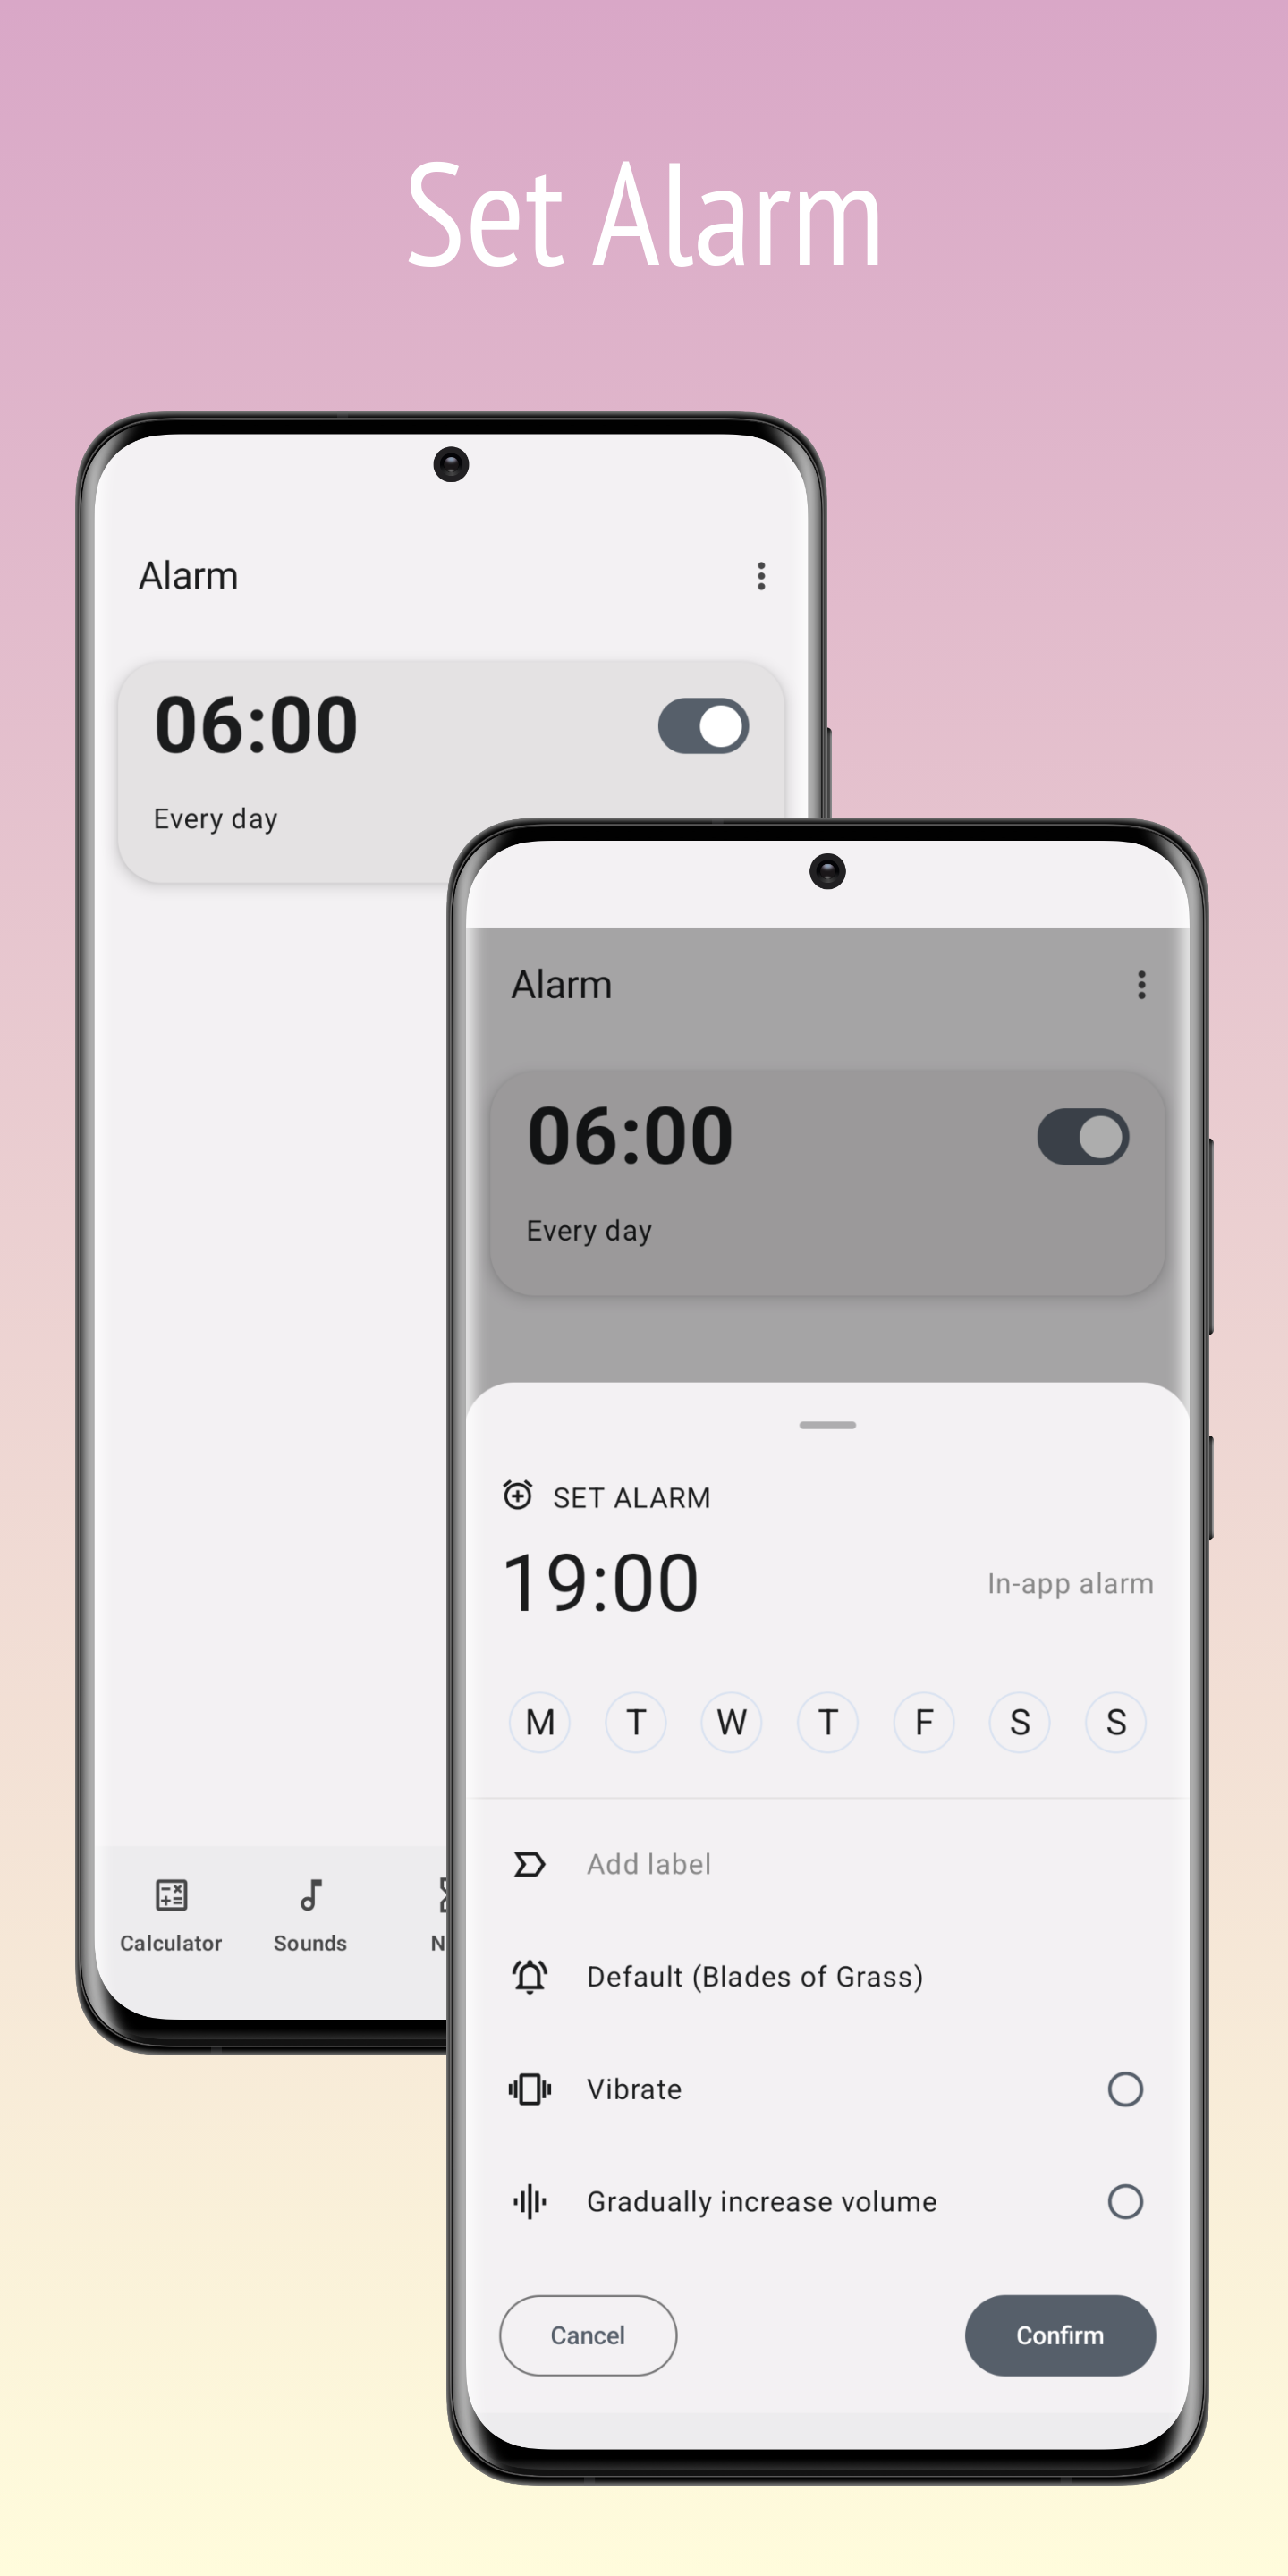 Set Alarm
Alarm
06:00
Every day
Calculator
Sounds
Alarm
06:00
Every day
SET ALARM
19:00
In-app alarm
M T W T F S S
Add label
Default (Blades of Grass)
Vibrate
Gradually increase volume
Cancel
Confirm